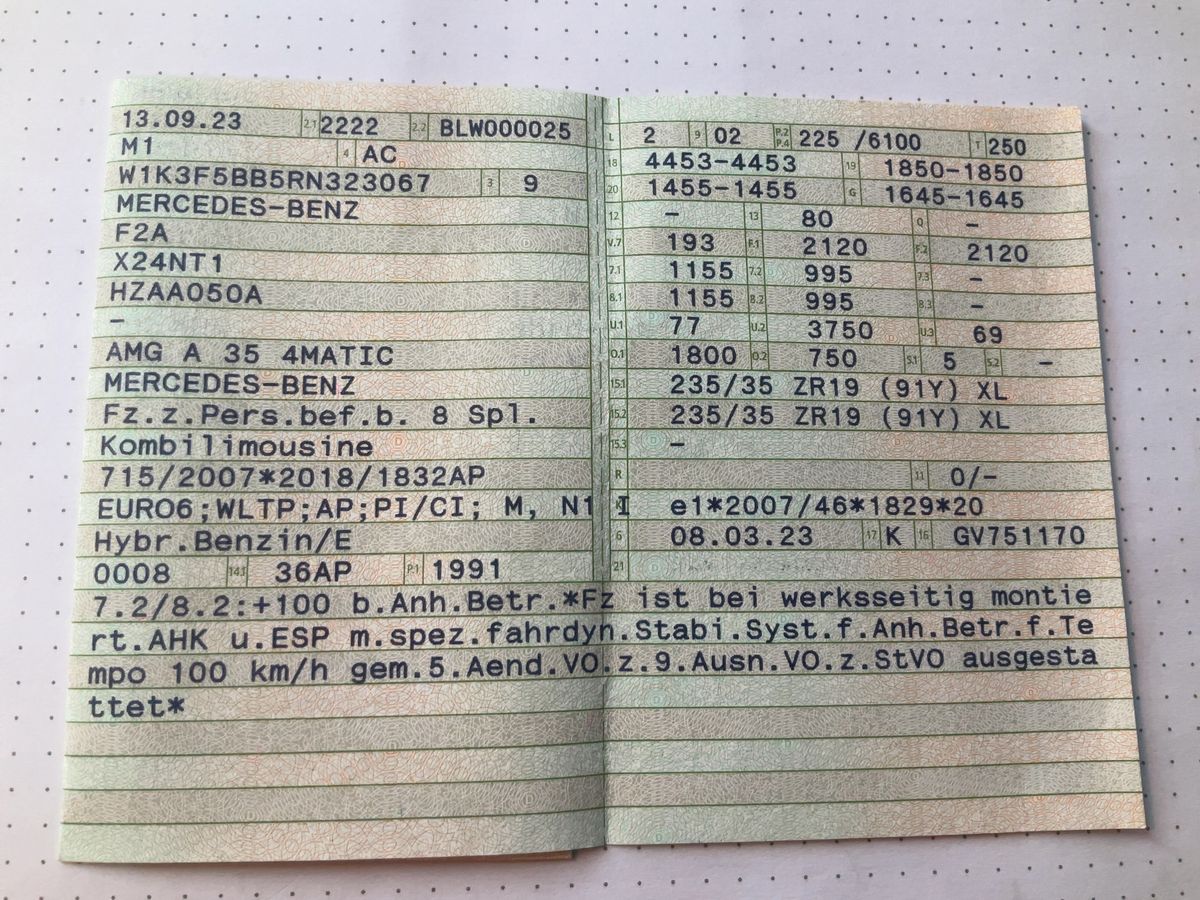 13.09.23 2.1 2222 2.2 BLW000025
M1 4 AC
W1K3F5BB5RN323067 3 9
MERCEDES-BENZ
F2A
X24NT1
HZAA050A
-
AMG A 35 4MATIC
MERCEDES-BENZ
Fz.z.Pers.bef.b. 8 Spl.
Kombilimousine
715/2007*2018/1832AP
EURO6;WLTP;AP;PI/CI; M, N1 I
Hybr.Benzin/E
0008 14.1 36AP P.1 1991
L 2 9 02 P.2 P.4 225 /6100 T 250
18 4453-4453 19 1850-1850
20 1455-1455 G 1645-1645
12 - 13 80 Q -
V.7 193 F.1 2120 F.2 2120
7.1 1155 7.2 995 7.3 -
8.1 1155 8.2 995 8.3 -
U.1 77 U.2 3750 U.3 69
O.1 1800 O.2 750 S.1 5 S.2 -
15.1 235/35 ZR19 (91Y) XL
15.2 235/35 ZR19 (91Y) XL
15.3 -
R 11 0/-
e1*2007/46*1829*20
6 08.03.23 17 K 16 GV751170
21
7.2/8.2:+100 b.Anh.Betr.*Fz ist bei werksseitig montie
rt.AHK u.ESP m.spez.fahrdyn.Stabi.Syst.f.Anh.Betr.f.Te
mpo 100 km/h gem.5.Aend.VO.z.9.Ausn.VO.z.StVO ausgesta
ttet*